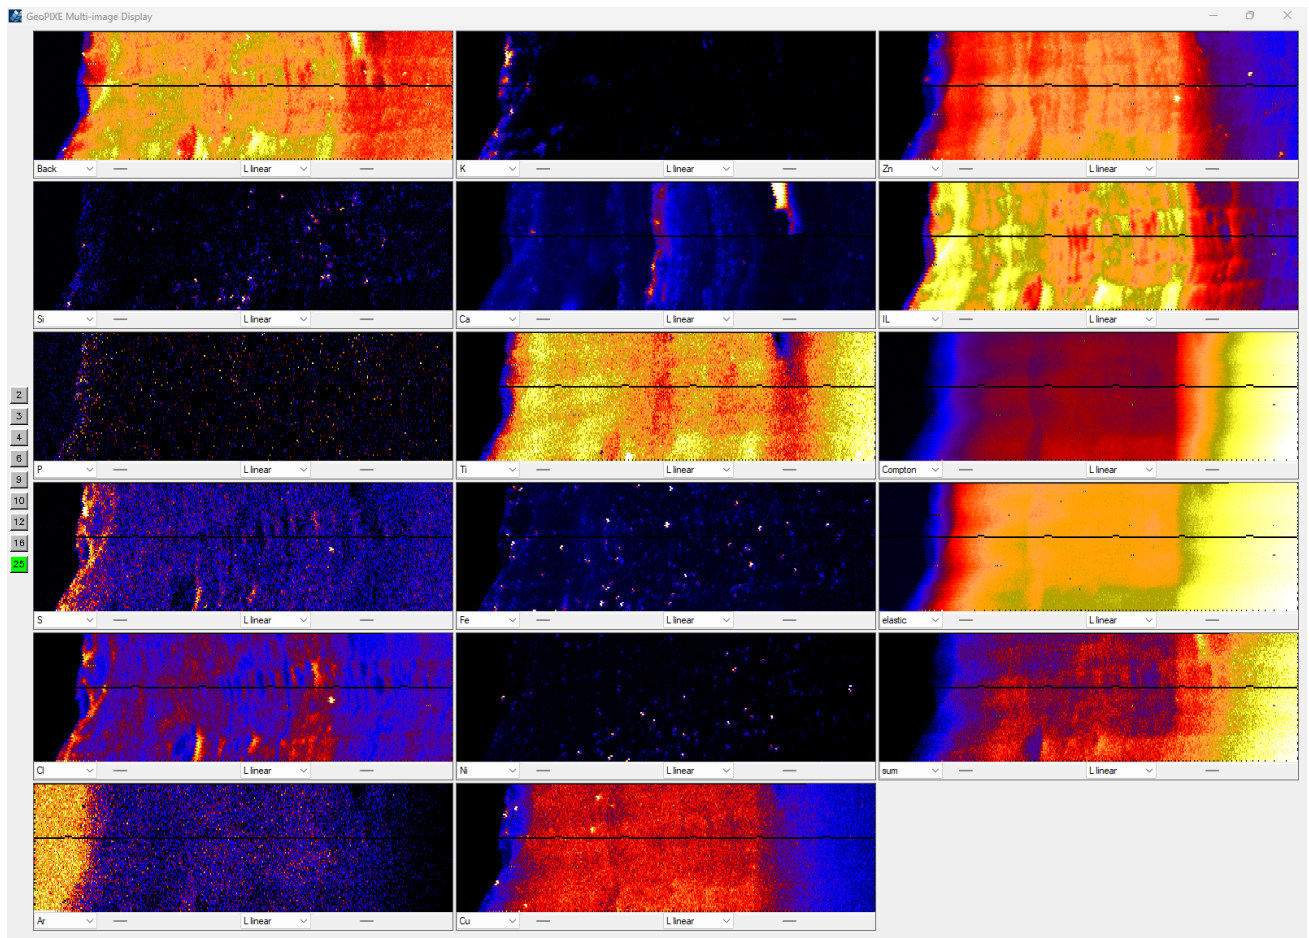 GeoPIXE Multi-image Display
Back L linear
K L linear
Zn L linear
Si L linear
Ca L linear
IL L linear
P L linear
Ti L linear
Compton L linear
S L linear
Fe L linear
elastic L linear
Cl L linear
Ni L linear
sum L linear
Ar L linear
Cu L linear
2
3
4
6
9
10
12
16
25